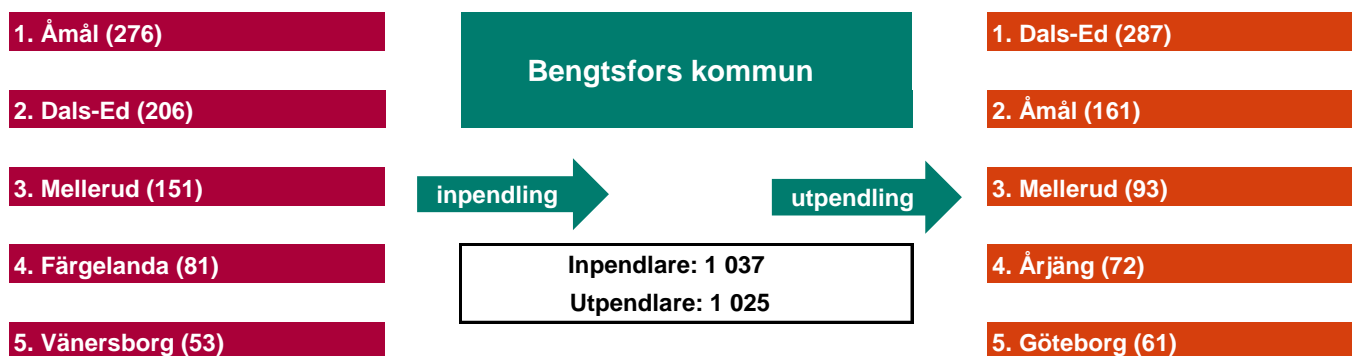 1. Åmål (276)
2. Dals-Ed (206)
3. Mellerud (151)
4. Färgelanda (81)
5. Vänersborg (53)
Bengtsfors kommun
inpendling
utpendling
Inpendlare: 1 037
Utpendlare: 1 025
1. Dals-Ed (287)
2. Åmål (161)
3. Mellerud (93)
4. Årjäng (72)
5. Göteborg (61)